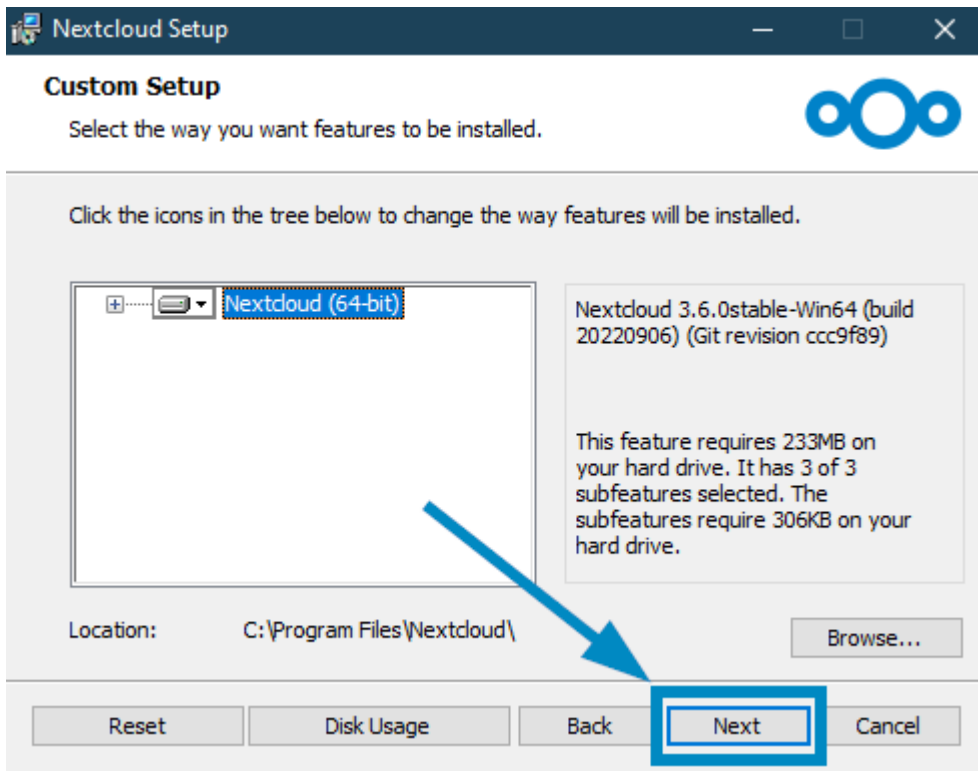 Nextcloud Setup
Custom Setup
Select the way you want features to be installed.
Click the icons in the tree below to change the way features will be installed.
Nextcloud (64-bit)
Nextcloud 3.6.0stable-Win64 (build
20220906) (Git revision ccc9f89)
This feature requires 233MB on
your hard drive. It has 3 of 3
subfeatures selected. The
subfeatures require 306KB on your
hard drive.
Location: C:\Program Files\Nextcloud\
Browse...
Reset Disk Usage Back Next Cancel